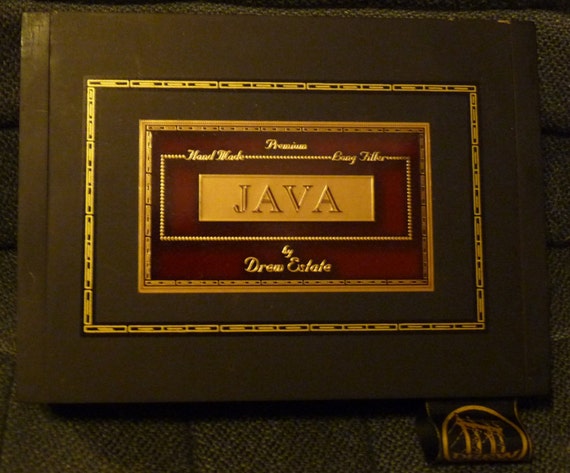 Premium
Hand Made Long Filler
JAVA
by
Drew Estate